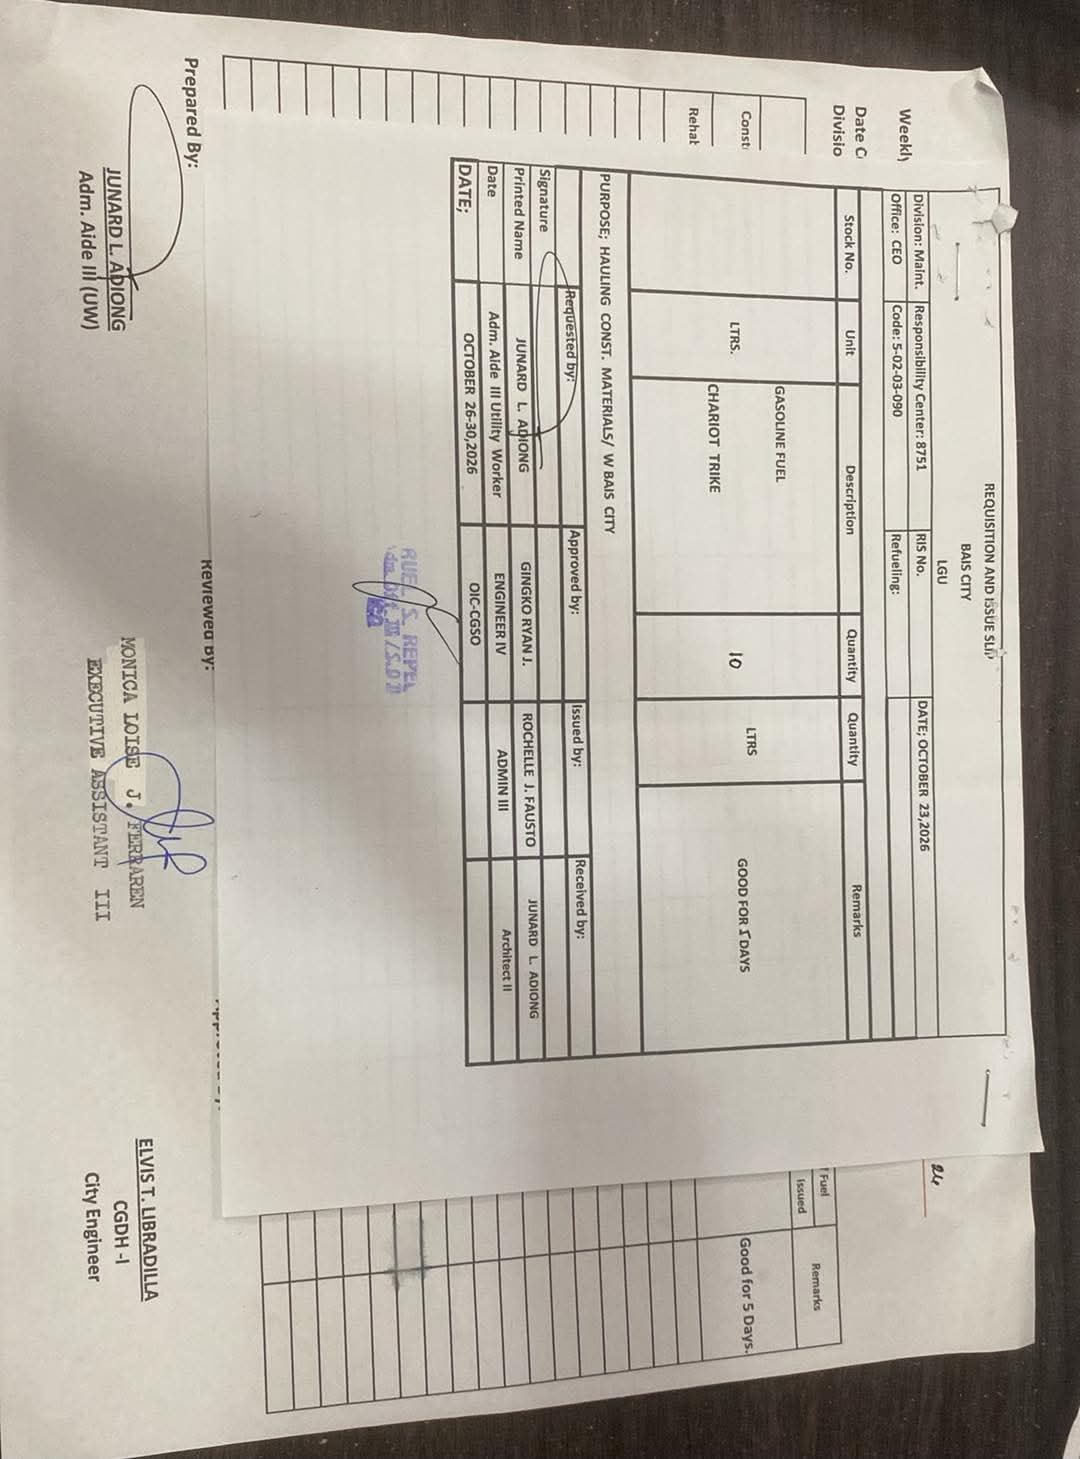 REQUISITION AND ISSUE SLIP
BAIS CITY
LGU
Division: Maint. Responsibility Center: 8751 RIS No. DATE; OCTOBER 23,2026
Office: CEO Code: 5-02-03-090 Refueling:
Stock No. Unit Description Quantity Quantity Remarks
GASOLINE FUEL
LTRS. 10 LTRS GOOD FOR 5 DAYS
CHARIOT TRIKE
PURPOSE; HAULING CONST. MATERIALS/ W BAIS CITY
Requested by: Approved by: Issued by: Received by:
Signature
Printed Name JUNARD L. ADIONG GINGKO RYAN J. ROCHELLE J. FAUSTO JUNARD L. ADIONG
Date Adm. Aide III Utility Worker ENGINEER IV ADMIN III Architect II
DATE; OCTOBER 26-30,2026 OIC-CGSO
RUEL S. REPEL
Weekly
Date C
Divisio
24
Fuel
Issued Remarks
Const
Good for 5 Days.
Rehab
Prepared By: Reviewed By:
JUNARD L. ADIONG
Adm. Aide III (UW)
MONICA LOISE J. FERRAREN
EXECUTIVE ASSISTANT III
ELVIS T. LIBRADILLA
CGDH -I
City Engineer